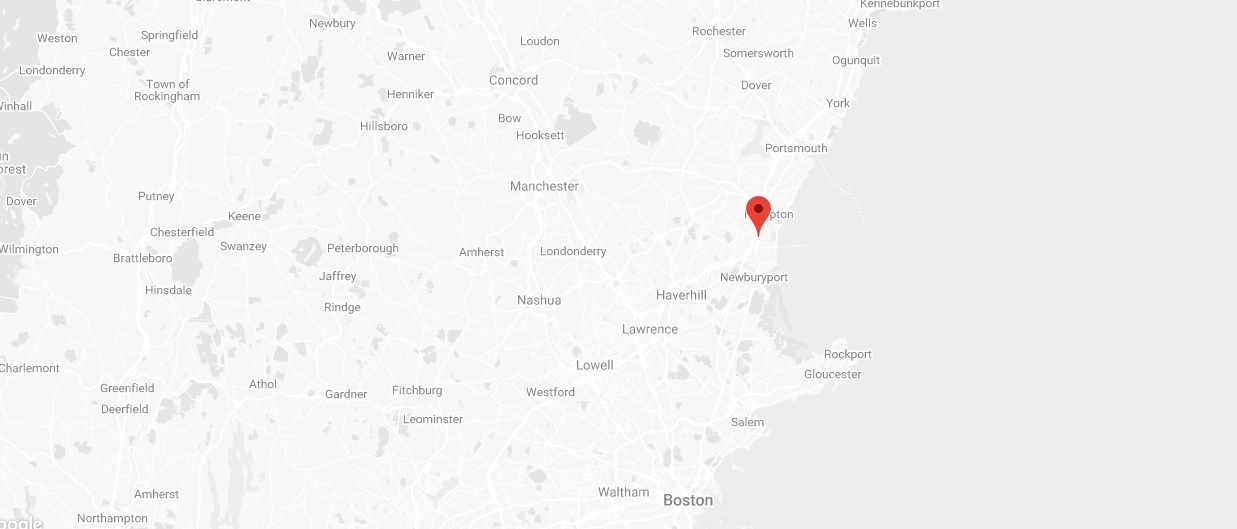 Kennebunkport
Newbury
Wells
Weston
Springfield
Loudon
Rochester
Chester
Somersworth
Warner
Ogunquit
Londonderry
Concord
Town of
Rockingham
Dover
Henniker
York
Bow
Hillsboro
Hooksett
Portsmouth
Manchester
Putney
Dover
Keene
Chesterfield
Swanzey
Peterborough
Wilmington
Amherst
Londonderry
Brattleboro
Jaffrey
Newburyport
Hinsdale
Haverhill
Nashua
Rindge
Lawrence
Rockport
Lowell
Charlemont
Gloucester
Greenfield
Athol
Gardner
Fitchburg
Westford
Deerfield
Leominster
Salem
Waltham
Amherst
Boston
Northampton